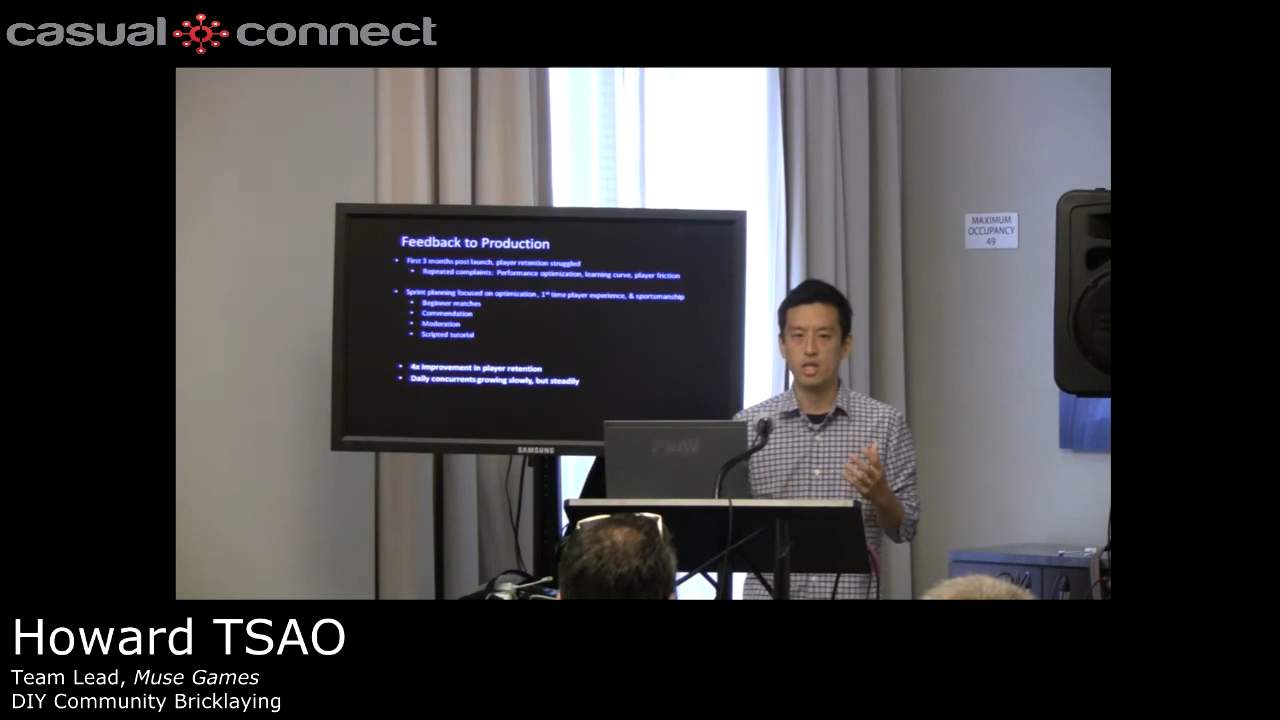 casual connect
Feedback to Production
• First 3 months post launch, player retention struggled
• Repeated complaints: Performance optimization, learning curve, player friction
• Sprint planning focused on optimization, 1st time player experience, & sportsmanship
• Beginner matches
• Commendation
• Moderation
• Scripted tutorial
• 4x improvement in player retention
• Daily concurrents growing slowly, but steadily
SAMSUNG
MAXIMUM
OCCUPANCY
49
PSAV
Howard TSAO
Team Lead, Muse Games
DIY Community Bricklaying